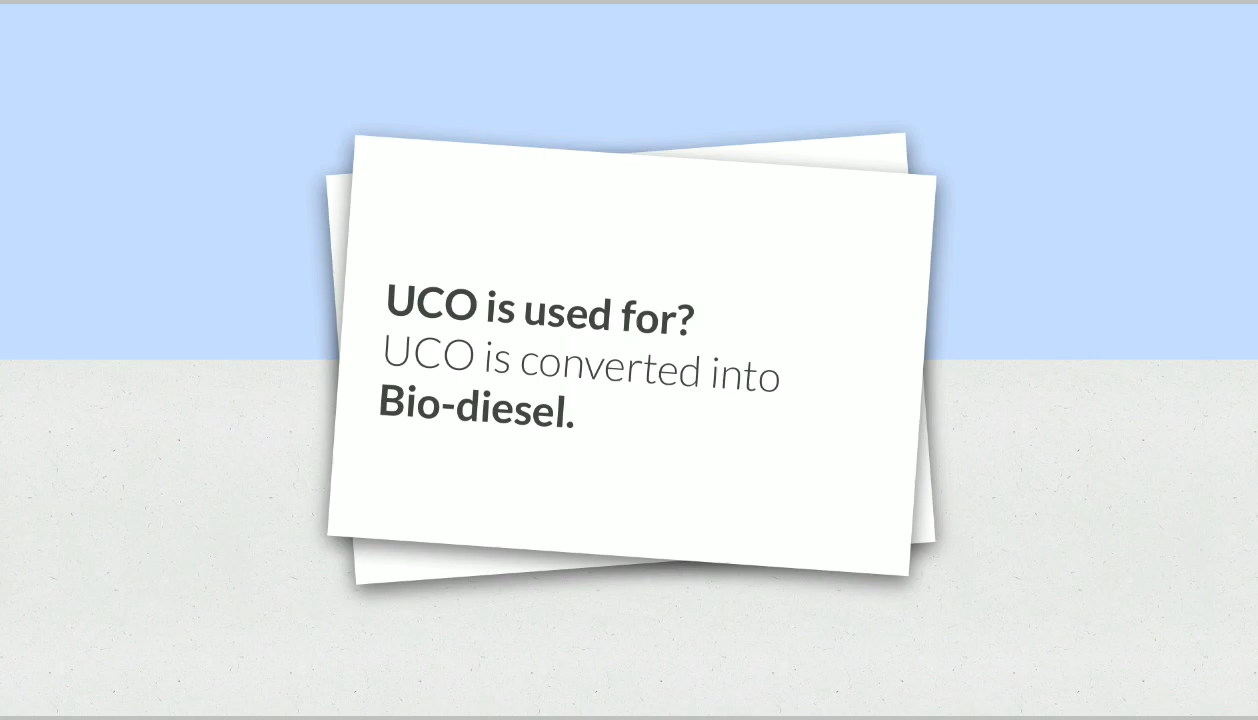 UCO is used for?
UCO is converted into
Bio-diesel.